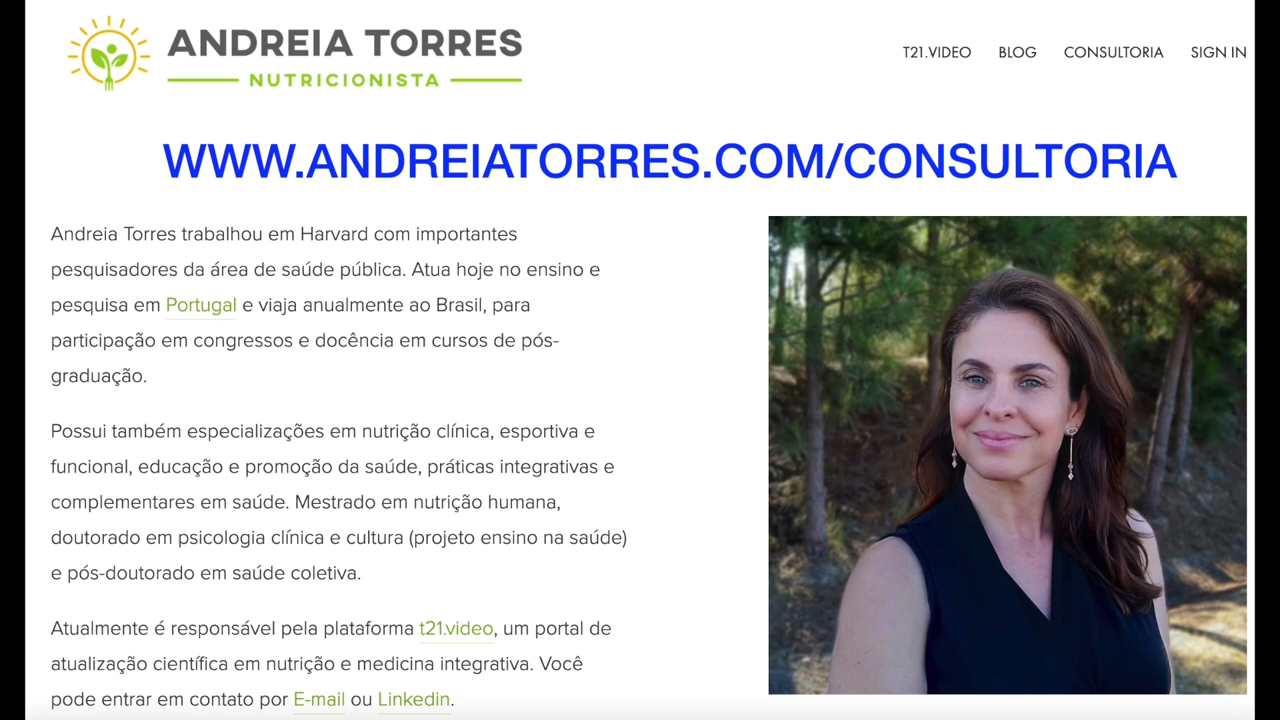 ANDREIA TORRES
NUTRICIONISTA
T21.VIDEO BLOG CONSULTORIA SIGN IN
WWW.ANDREIATORRES.COM/CONSULTORIA
Andreia Torres trabalhou em Harvard com importantes
pesquisadores da área de saúde pública. Atua hoje no ensino e
pesquisa em Portugal e viaja anualmente ao Brasil, para
participação em congressos e docência em cursos de pós-
graduação.
Possui também especializações em nutrição clínica, esportiva e
funcional, educação e promoção da saúde, práticas integrativas e
complementares em saúde. Mestrado em nutrição humana,
doutorado em psicologia clínica e cultura (projeto ensino na saúde)
e pós-doutorado em saúde coletiva.
Atualmente é responsável pela plataforma t21.video, um portal de
atualização científica em nutrição e medicina integrativa. Você
pode entrar em contato por E-mail ou Linkedin.